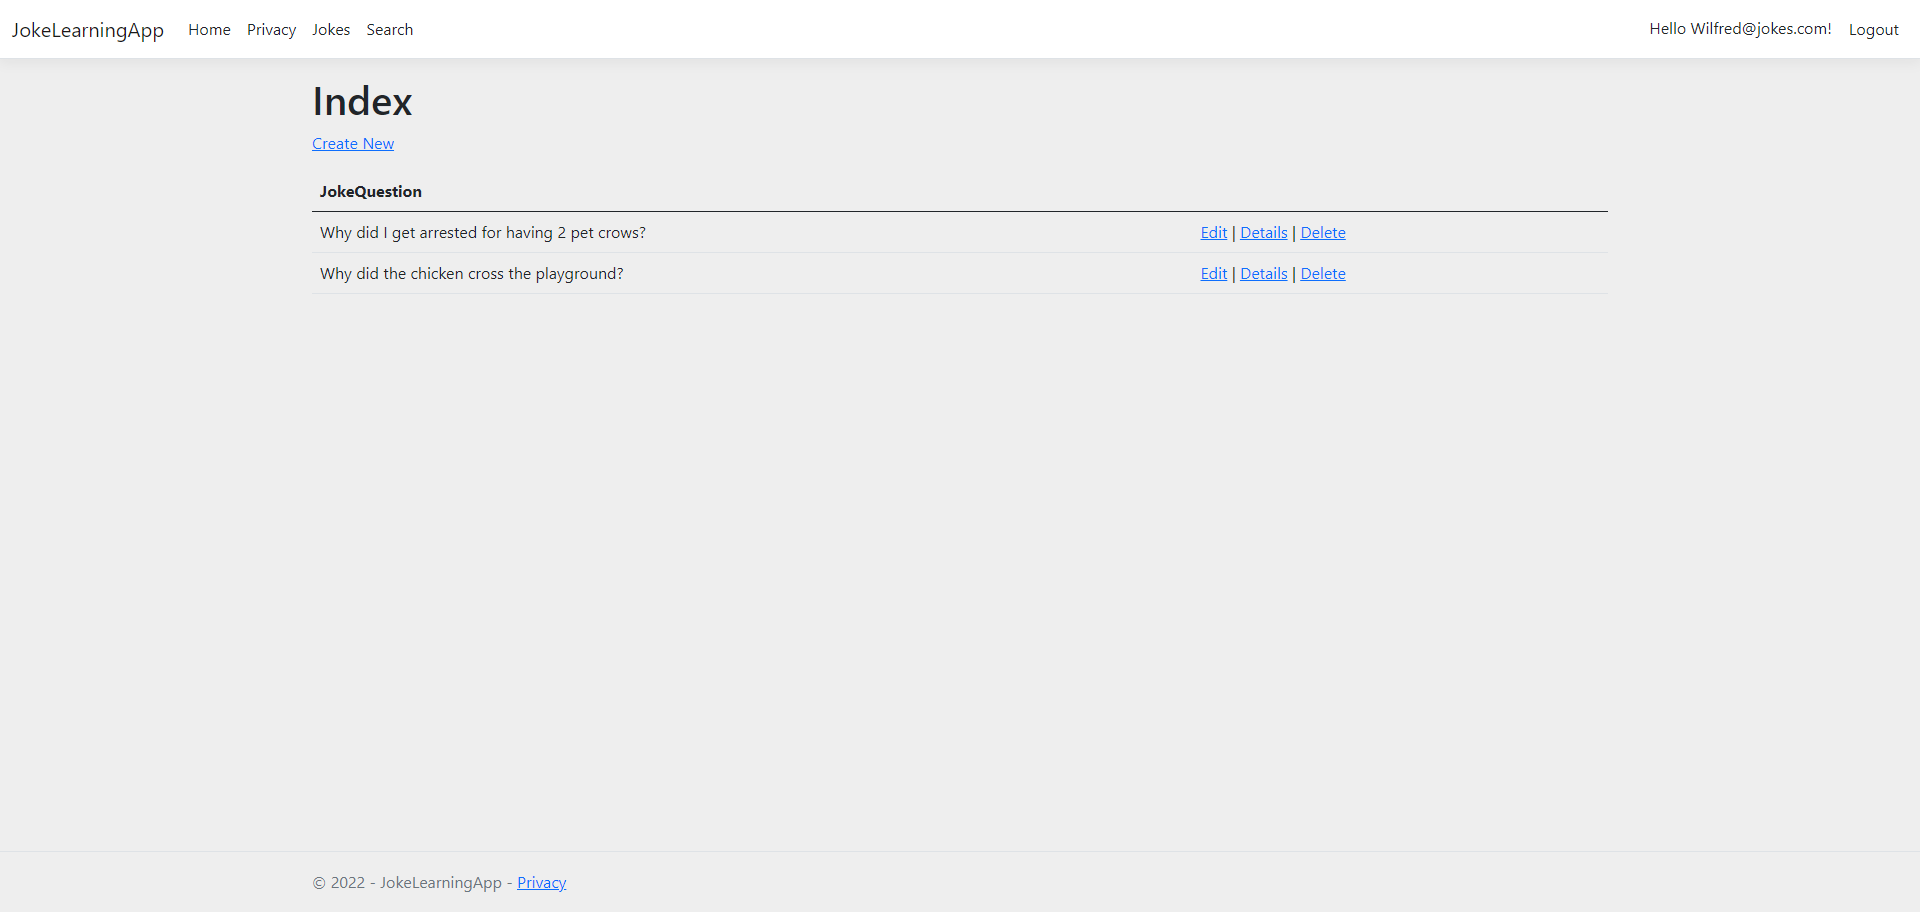 JokeLearningApp Home Privacy Jokes Search Hello Wilfred@jokes.com! Logout
Index
Create New
JokeQuestion
Why did I get arrested for having 2 pet crows? Edit | Details | Delete
Why did the chicken cross the playground? Edit | Details | Delete
© 2022 - JokeLearningApp - Privacy